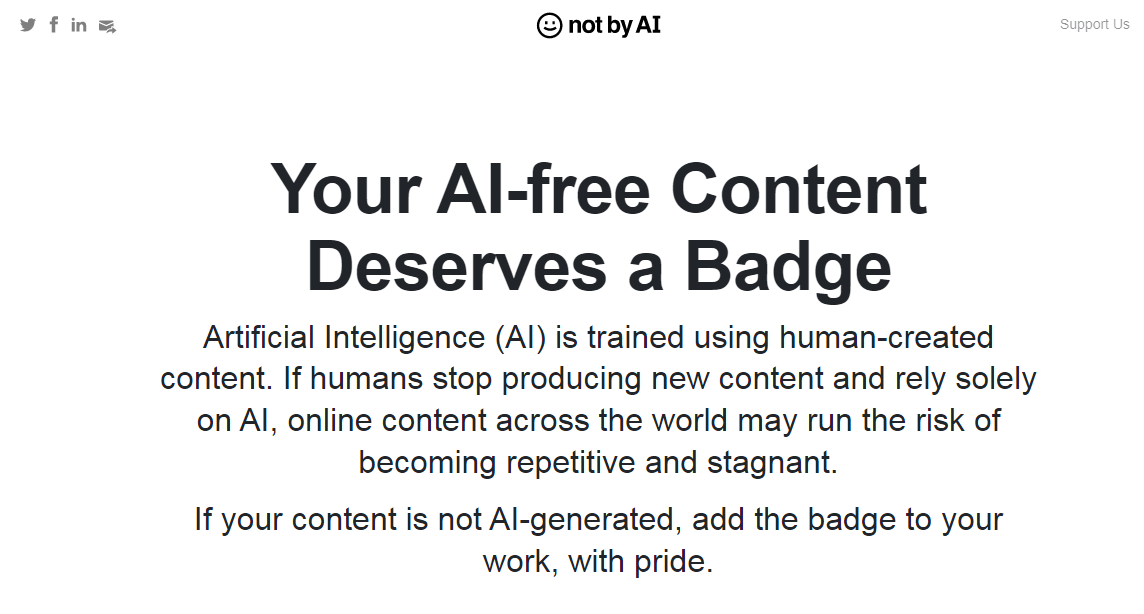 not by AI
Support Us
Your AI-free Content
Deserves a Badge
Artificial Intelligence (AI) is trained using human-created
content. If humans stop producing new content and rely solely
on AI, online content across the world may run the risk of
becoming repetitive and stagnant.
If your content is not AI-generated, add the badge to your
work, with pride.